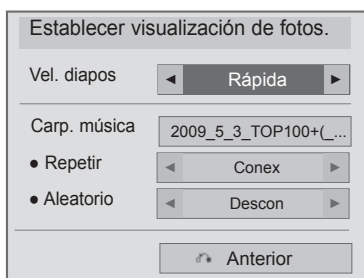 Establecer visualización de fotos.
Vel. diapos ◄ Rápida ►
Carp. música 2009_5_3_TOP100+(_...
● Repetir ◄ Conex ►
● Aleatorio ◄ Descon ►
Anterior